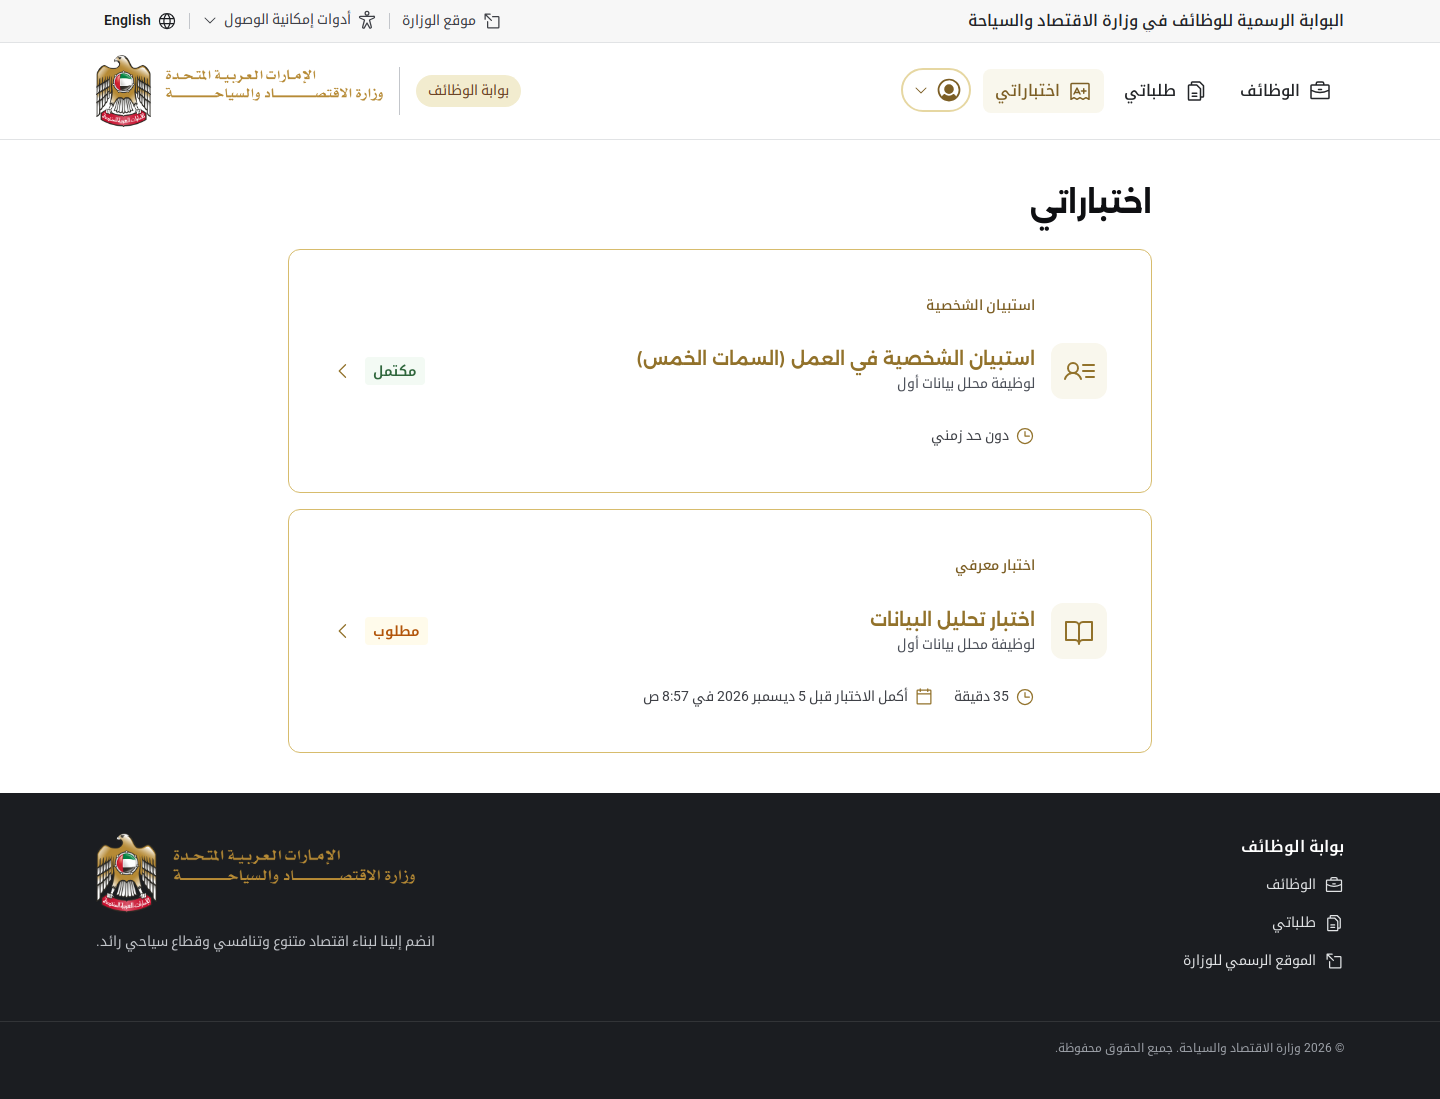 البوابة الرسمية للوظائف في وزارة الاقتصاد والسياحة
موقع الوزارة
أدوات إمكانية الوصول
English
الوظائف
طلباتي
اختباراتي
بوابة الوظائف
الإمارات العربية المتحدة
وزارة الاقتصاد والسياحة
اختباراتي
استبيان الشخصية
استبيان الشخصية في العمل (السمات الخمس)
لوظيفة محلل بيانات أول
دون حد زمني
مكتمل
اختبار معرفي
اختبار تحليل البيانات
لوظيفة محلل بيانات أول
35 دقيقة
أكمل الاختبار قبل 5 ديسمبر 2026 في 8:57 ص
مطلوب
بوابة الوظائف
الوظائف
طلباتي
الموقع الرسمي للوزارة
الإمارات العربية المتحدة
وزارة الاقتصاد والسياحة
انضم إلينا لبناء اقتصاد متنوع وتنافسي وقطاع سياحي رائد.
© 2026 وزارة الاقتصاد والسياحة. جميع الحقوق محفوظة.